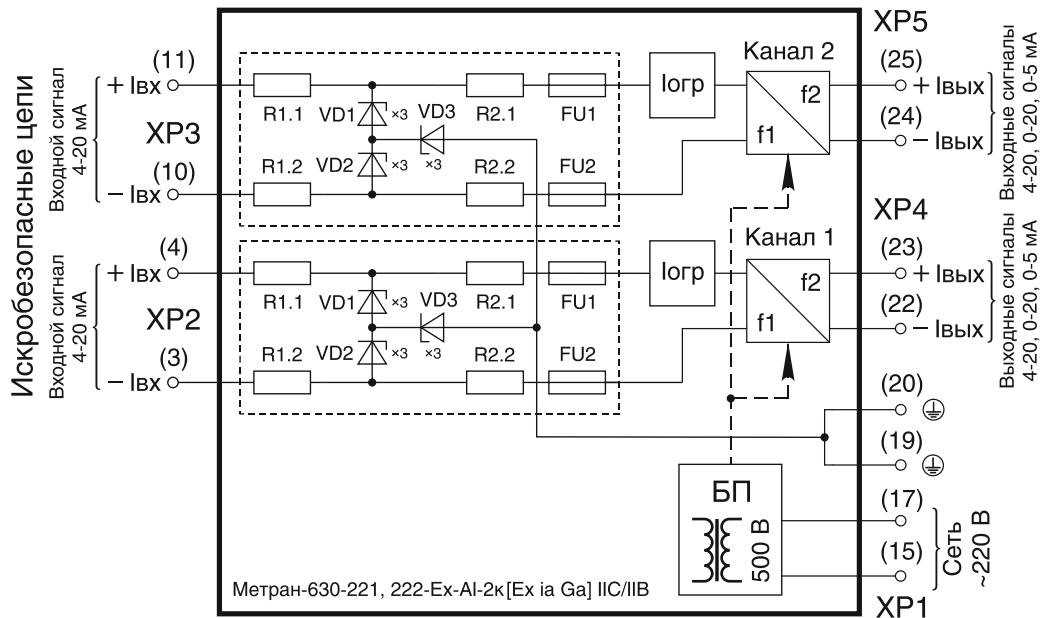 Искробезопасные цепи
Входной сигнал
4-20 мА
(11)
+ Iвх
XP3
(10)
– Iвх
R1.1
VD1
×3
VD3
×3
R2.1
FU1
R1.2
VD2
×3
R2.2
FU2
Iогр
Канал 2
f2
f1
XP5
(25)
+ Iвых
(24)
– Iвых
Выходные сигналы
4-20, 0-20, 0-5 мА
Входной сигнал
4-20 мА
(4)
+ Iвх
XP2
(3)
– Iвх
R1.1
VD1
×3
VD3
×3
R2.1
FU1
R1.2
VD2
×3
R2.2
FU2
Iогр
Канал 1
f2
f1
XP4
(23)
+ Iвых
(22)
– Iвых
Выходные сигналы
4-20, 0-20, 0-5 мА
(20)
(19)
БП
500 В
(17)
(15)
Сеть
~220 В
XP1
Метран-630-221, 222-Ex-AI-2к[Ex ia Ga] IIC/IIB